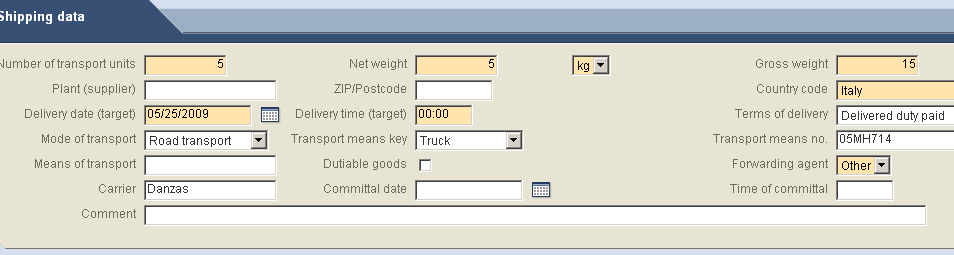 Shipping data
Number of transport units 5 Net weight 5 kg Gross weight 15
Plant (supplier) ZIP/Postcode Country code Italy
Delivery date (target) 05/25/2009 Delivery time (target) 00:00 Terms of delivery Delivered duty paid
Mode of transport Road transport Transport means key Truck Transport means no. 05MH714
Means of transport Dutiable goods Forwarding agent Other
Carrier Danzas Committal date Time of committal
Comment